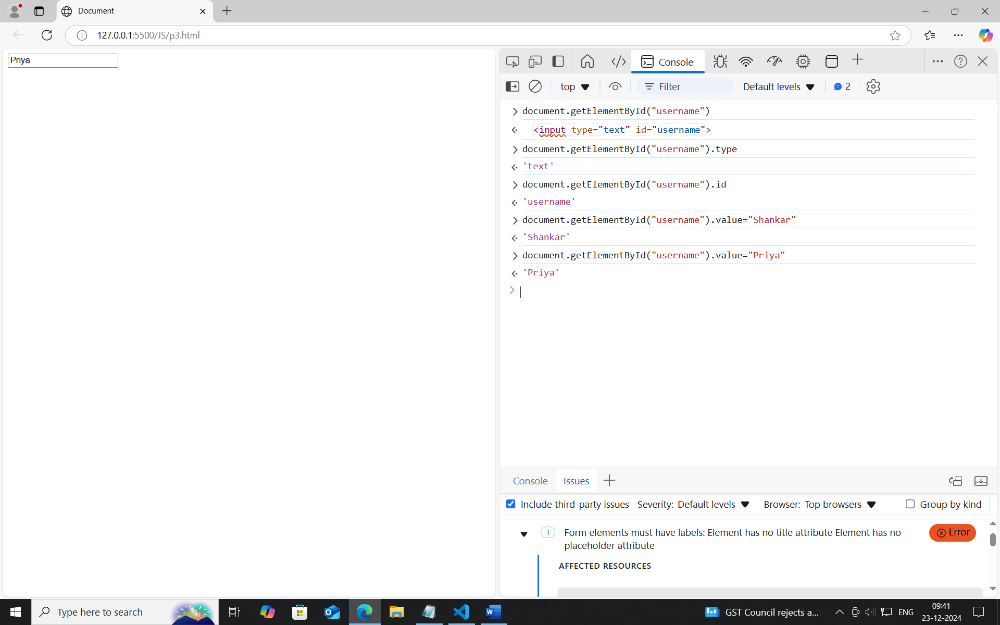 Document
127.0.0.1:5500/JS/p3.html
Priya
Console
top
Filter
Default levels
2
document.getElementById("username")
<input type="text" id="username">
document.getElementById("username").type
'text'
document.getElementById("username").id
'username'
document.getElementById("username").value="Shankar"
'Shankar'
document.getElementById("username").value="Priya"
'Priya'
Console Issues
Include third-party issues Severity: Default levels Browser: Top browsers Group by kind
1 Form elements must have labels: Element has no title attribute Element has no Error
placeholder attribute
AFFECTED RESOURCES
Type here to search
GST Council rejects a...
ENG
09:41
23-12-2024